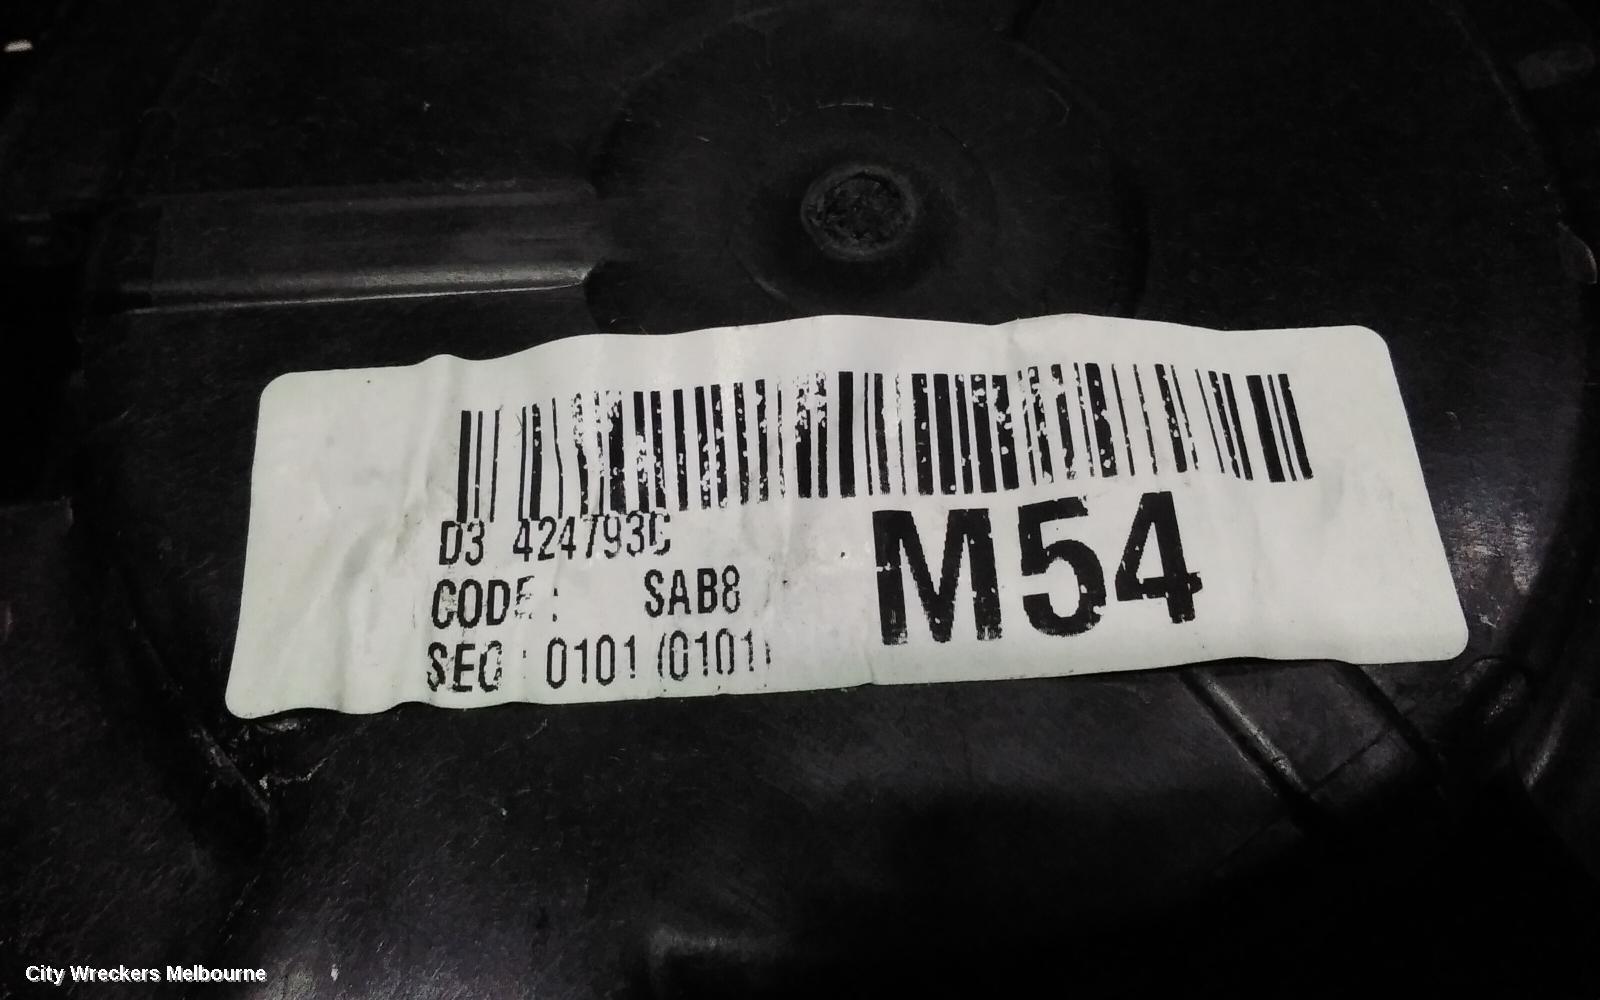 D3 424793C
CODE : SAB8
SEQ : 0101 (0101)
M54
City Wreckers Melbourne